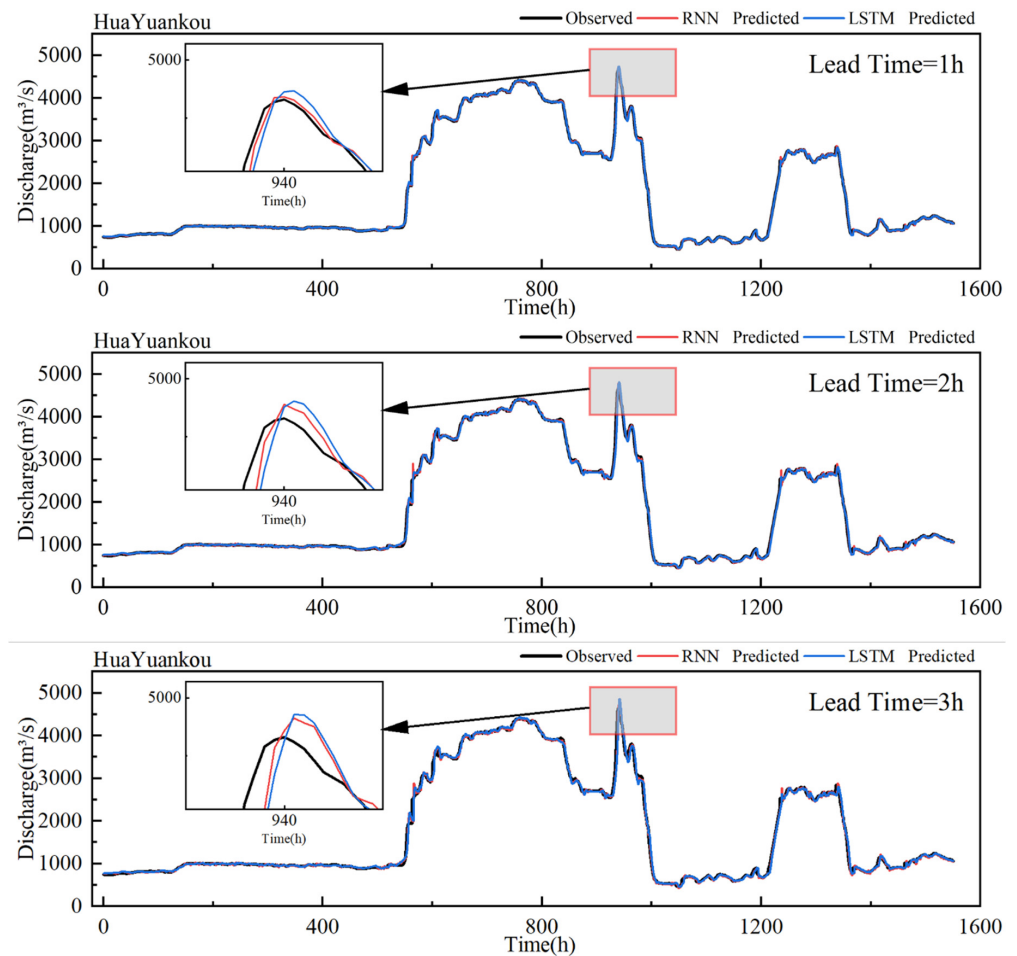 HuaYuankou
Observed RNN Predicted LSTM Predicted
Lead Time=1h
Discharge(m³/s)
5000
4000
3000
2000
1000
0
5000
940
Time(h)
0 400 800 1200 1600
Time(h)
HuaYuankou
Observed RNN Predicted LSTM Predicted
Lead Time=2h
Discharge(m³/s)
5000
4000
3000
2000
1000
0
5000
940
Time(h)
0 400 800 1200 1600
Time(h)
HuaYuankou
Observed RNN Predicted LSTM Predicted
Lead Time=3h
Discharge(m³/s)
5000
4000
3000
2000
1000
0
5000
940
Time(h)
0 400 800 1200 1600
Time(h)